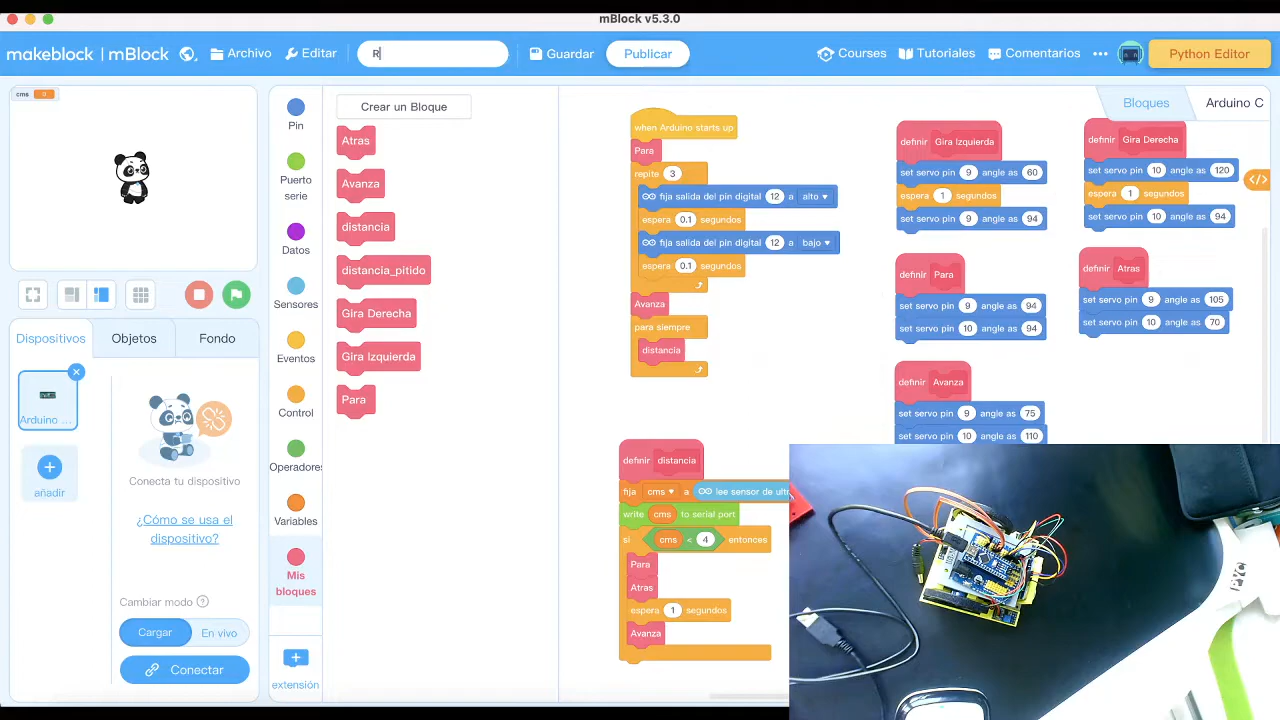 mBlock v5.3.0
makeblock | mBlock
Archivo
Editar
R
Guardar
Publicar
Courses
Tutoriales
Comentarios
Python Editor
cms
Dispositivos
Objetos
Fondo
Arduino ...
añadir
Conecta tu dispositivo
¿Cómo se usa el
dispositivo?
Cambiar modo ?
Cargar
En vivo
Conectar
Pin
Puerto
serie
Datos
Sensores
Eventos
Control
Operadores
Variables
Mis
bloques
extensión
Crear un Bloque
Atras
Avanza
distancia
distancia_pitido
Gira Derecha
Gira Izquierda
Para
when Arduino starts up
Para
repite 3
fija salida del pin digital 12 a alto
espera 0.1 segundos
fija salida del pin digital 12 a bajo
espera 0.1 segundos
Avanza
para siempre
distancia
definir distancia
fija cms a lee sensor de ultr
write cms to serial port
si cms < 4 entonces
Para
Atras
espera 1 segundos
Avanza
Bloques
Arduino C
definir Gira Izquierda
set servo pin 9 angle as 60
espera 1 segundos
set servo pin 9 angle as 94
definir Gira Derecha
set servo pin 10 angle as 120
espera 1 segundos
set servo pin 10 angle as 94
definir Para
set servo pin 9 angle as 94
set servo pin 10 angle as 94
definir Atras
set servo pin 9 angle as 105
set servo pin 10 angle as 70
definir Avanza
set servo pin 9 angle as 75
set servo pin 10 angle as 110